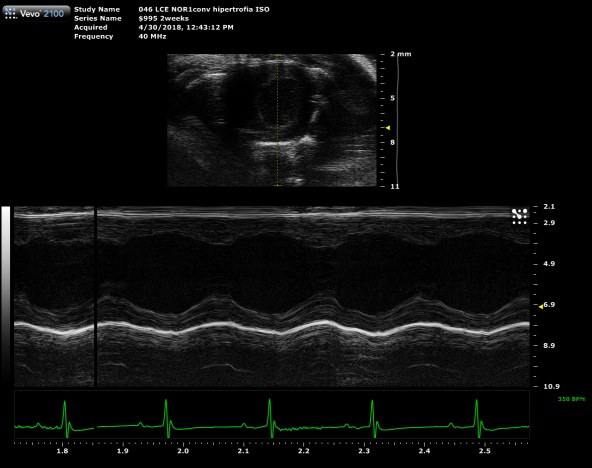 Vevo 2100
Study Name 046 LCE NOR1conv hipertrofia ISO
Series Name S995 2weeks
Acquired 4/30/2018, 12:43:12 PM
Frequency 40 MHz
2 mm
5
8
11
2.1
2.9
4.9
6.9
8.9
10.9
350 BPM
1.8 1.9 2.0 2.1 2.2 2.3 2.4 2.5